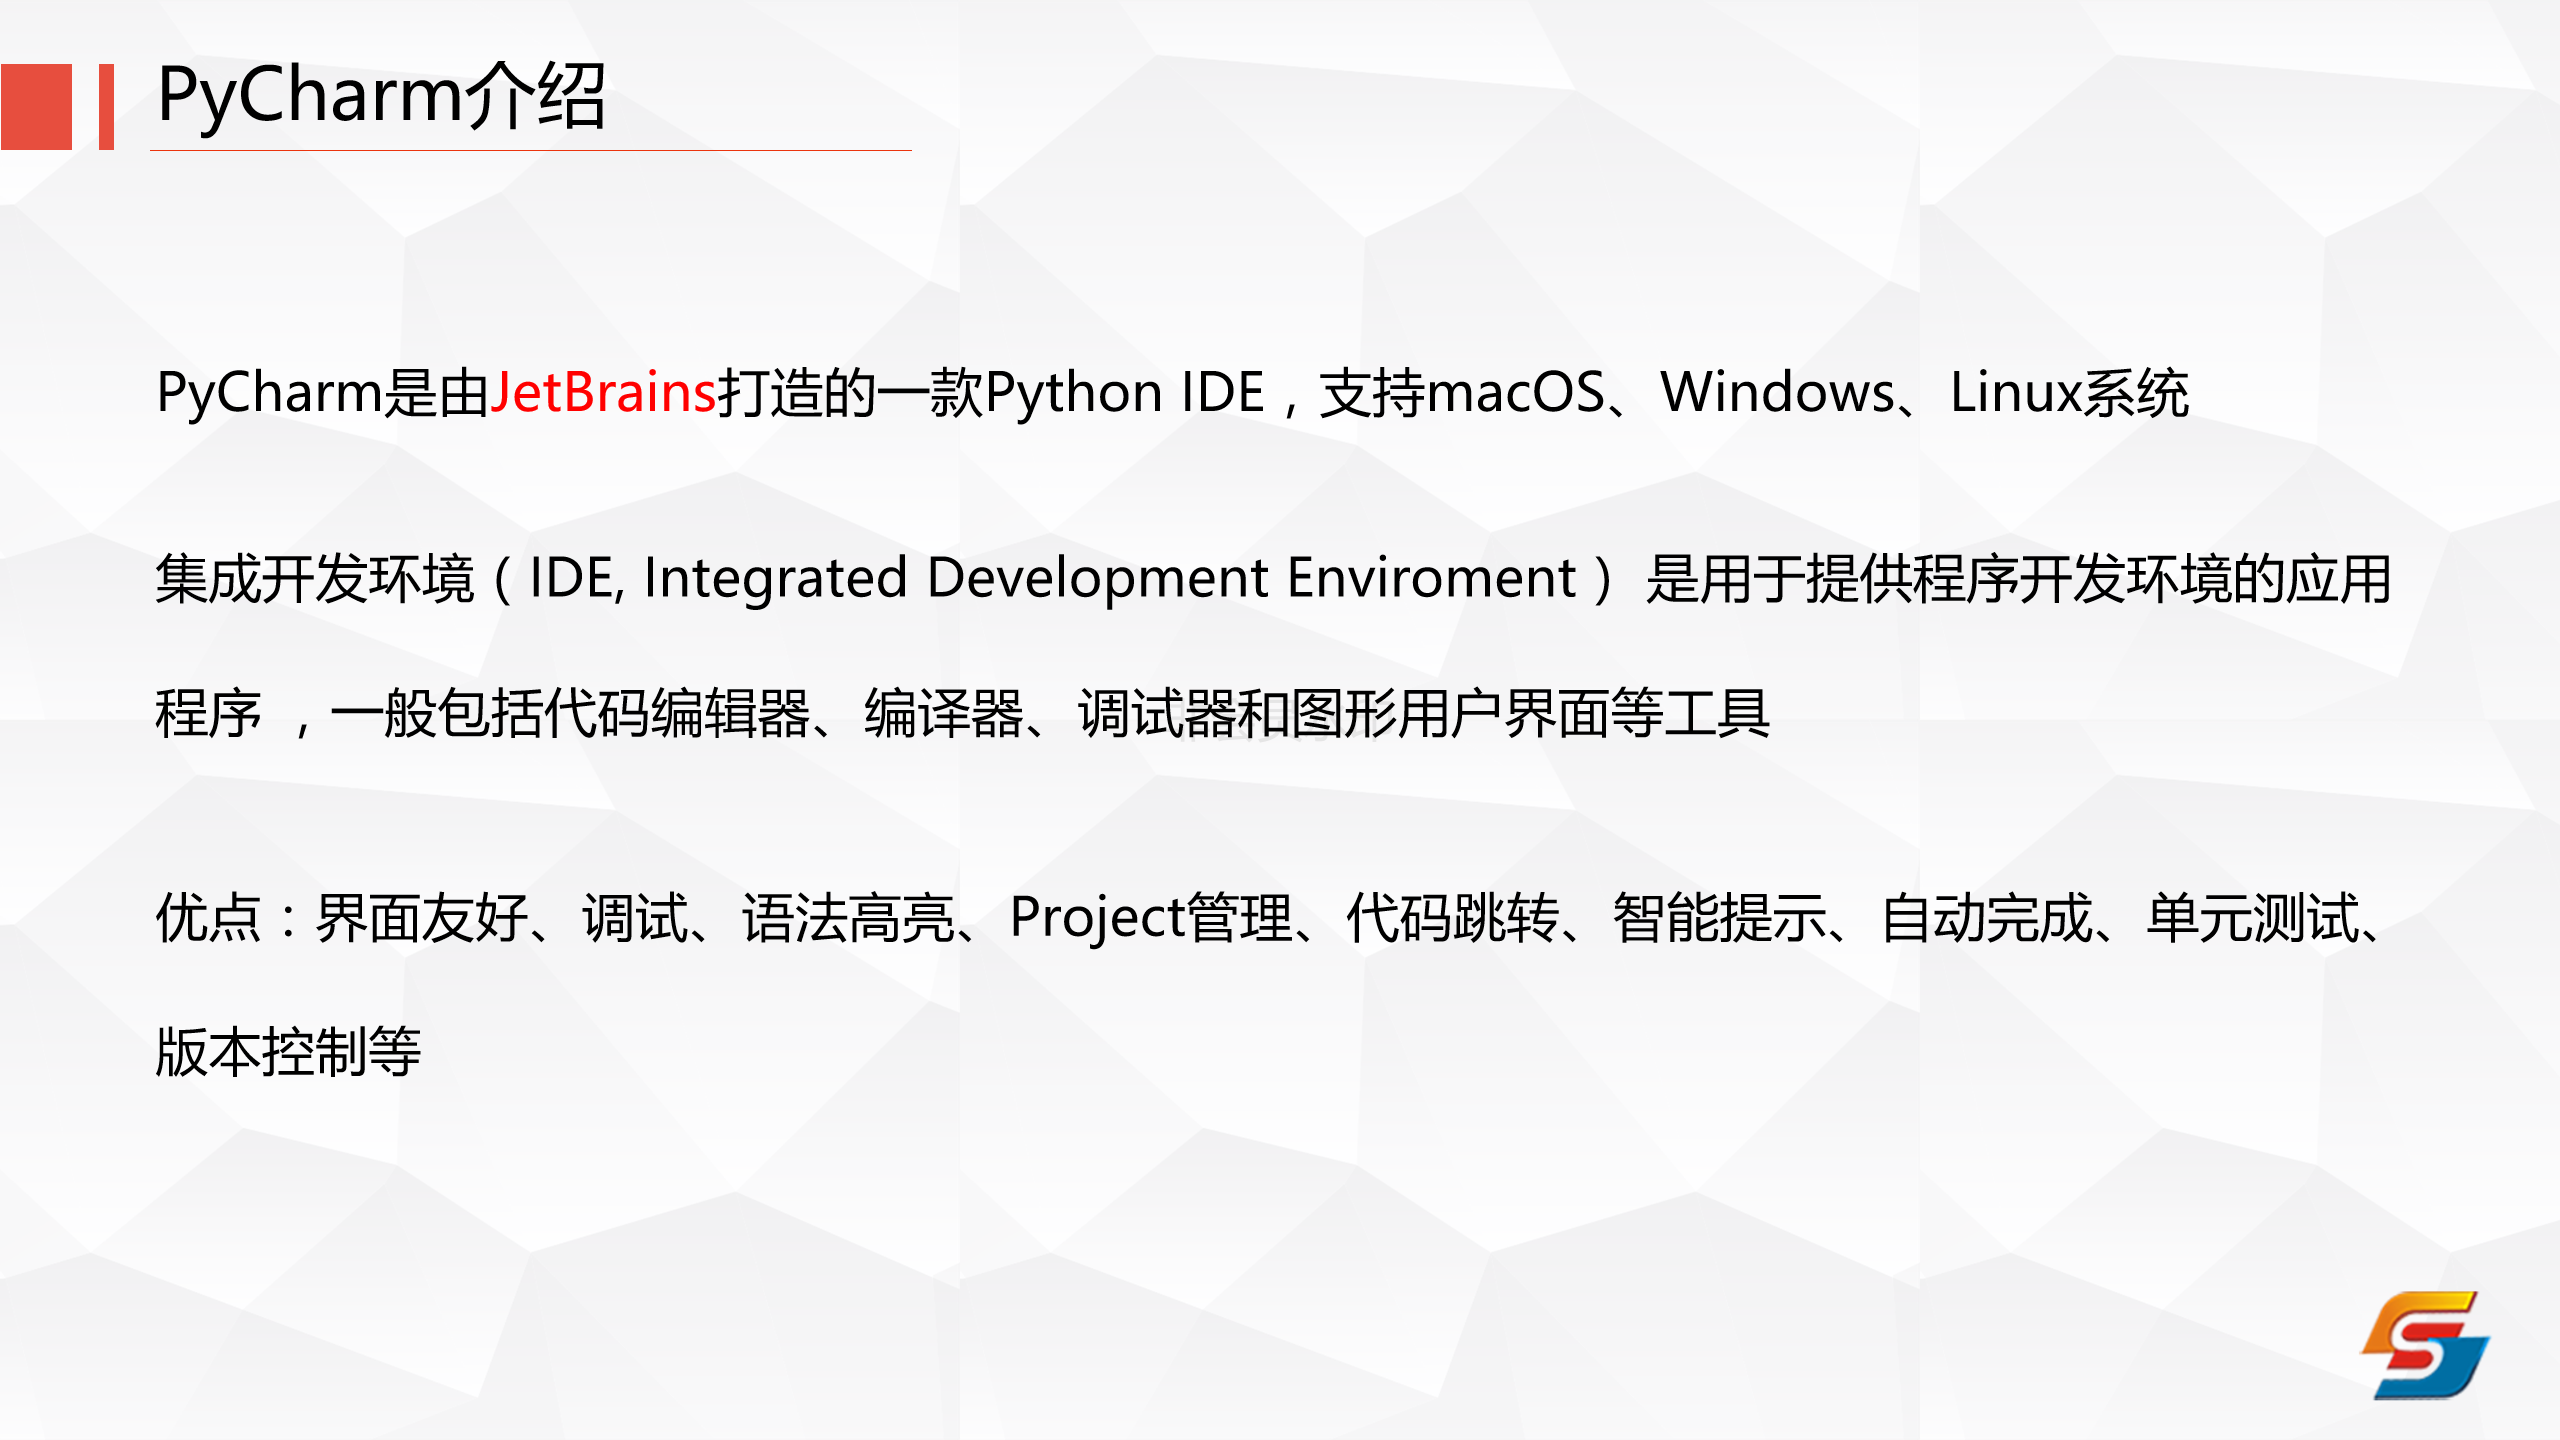 PyCharm介绍
PyCharm是由JetBrains打造的一款Python IDE，支持macOS、Windows、Linux系统
集成开发环境（IDE, Integrated Development Enviroment） 是用于提供程序开发环境的应用
程序 ，一般包括代码编辑器、编译器、调试器和图形用户界面等工具
优点：界面友好、调试、语法高亮、Project管理、代码跳转、智能提示、自动完成、单元测试、
版本控制等